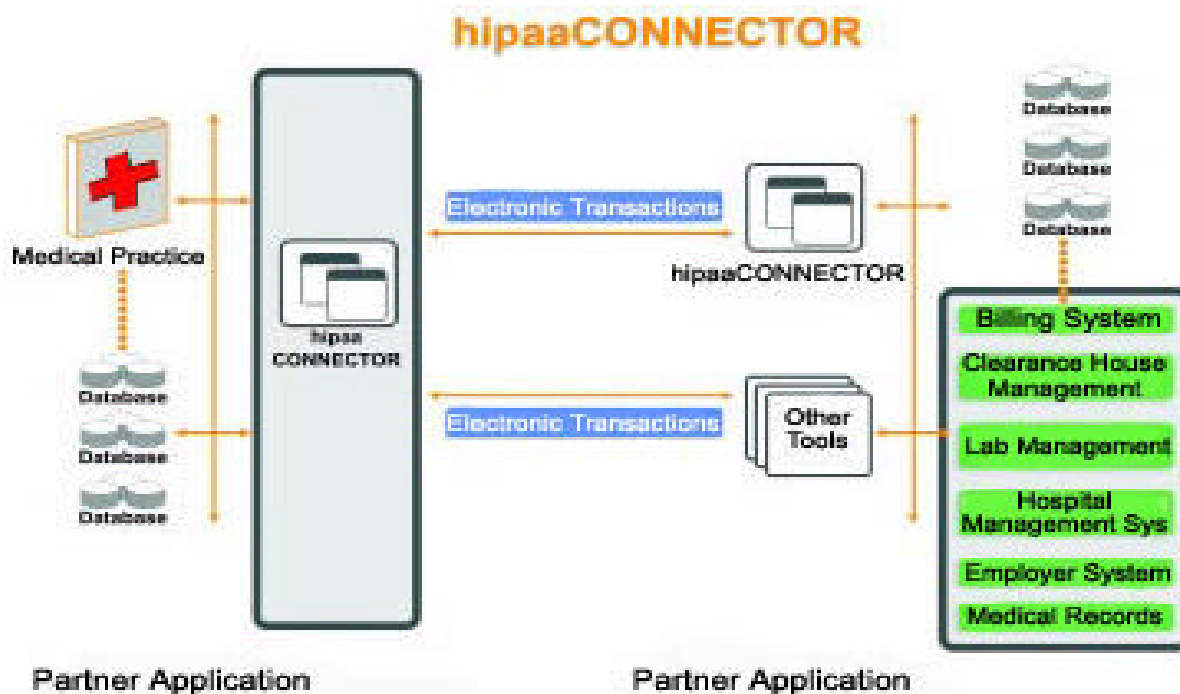 hipaaCONNECTOR
Medical Practice
Database
Database
Database
hipaa
CONNECTOR
Electronic Transactions
Electronic Transactions
hipaaCONNECTOR
Other
Tools
Database
Database
Database
Billing System
Clearance House
Management
Lab Management
Hospital
Management Sys
Employer System
Medical Records
Partner Application
Partner Application